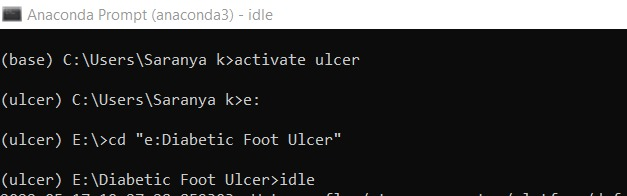 Anaconda Prompt (anaconda3) - idle
(base) C:\Users\Saranya k>activate ulcer
(ulcer) C:\Users\Saranya k>e:
(ulcer) E:\>cd "e:Diabetic Foot Ulcer"
(ulcer) E:\Diabetic Foot Ulcer>idle